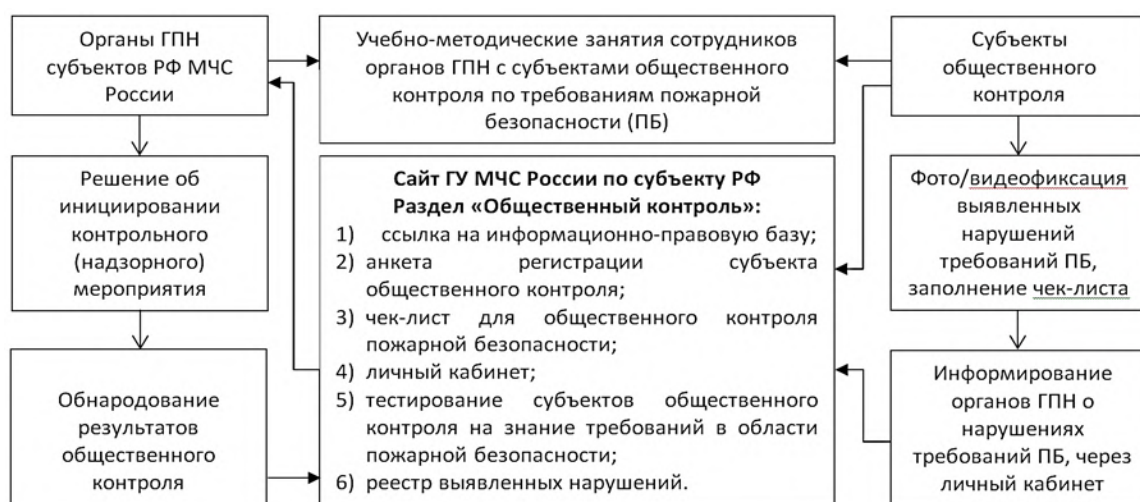 Органы ГПН
субъектов РФ МЧС
России
Учебно-методические занятия сотрудников
органов ГПН с субъектами общественного
контроля по требованиям пожарной
безопасности (ПБ)
Субъекты
общественного
контроля
Решение об
инициировании
контрольного
(надзорного)
мероприятия
Сайт ГУ МЧС России по субъекту РФ
Раздел «Общественный контроль»:
1) ссылка на информационно-правовую базу;
2) анкета регистрации субъекта
общественного контроля;
3) чек-лист для общественного контроля
пожарной безопасности;
4) личный кабинет;
5) тестирование субъектов общественного
контроля на знание требований в области
пожарной безопасности;
6) реестр выявленных нарушений.
Фото/видеофиксация
выявленных
нарушений
требований ПБ,
заполнение чек-листа
Обнародование
результатов
общественного
контроля
Информирование
органов ГПН о
нарушениях
требований ПБ, через
личный кабинет